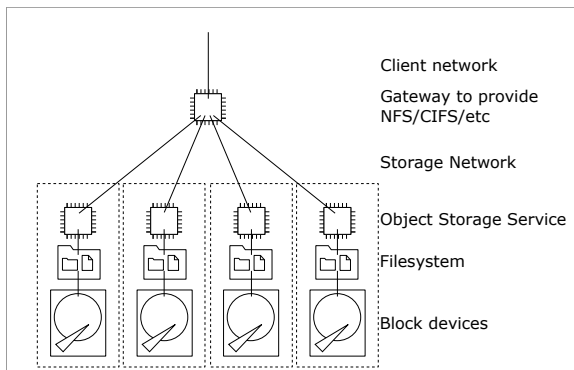 Client network
Gateway to provide
NFS/CIFS/etc
Storage Network
Object Storage Service
Filesystem
Block devices